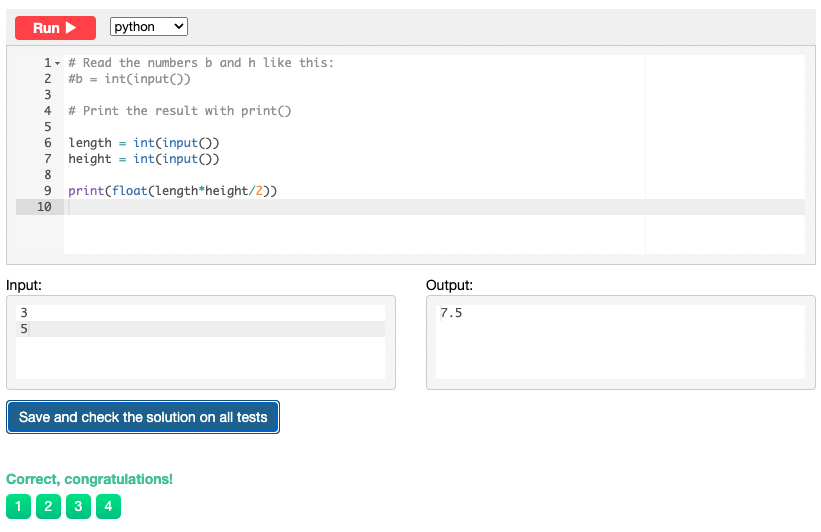 Run
python
1 # Read the numbers b and h like this:
2 #b = int(input())
3
4 # Print the result with print()
5
6 length = int(input())
7 height = int(input())
8
9 print(float(length*height/2))
10
Input:
Output:
3
5
7.5
Save and check the solution on all tests
Correct, congratulations!
1 2 3 4